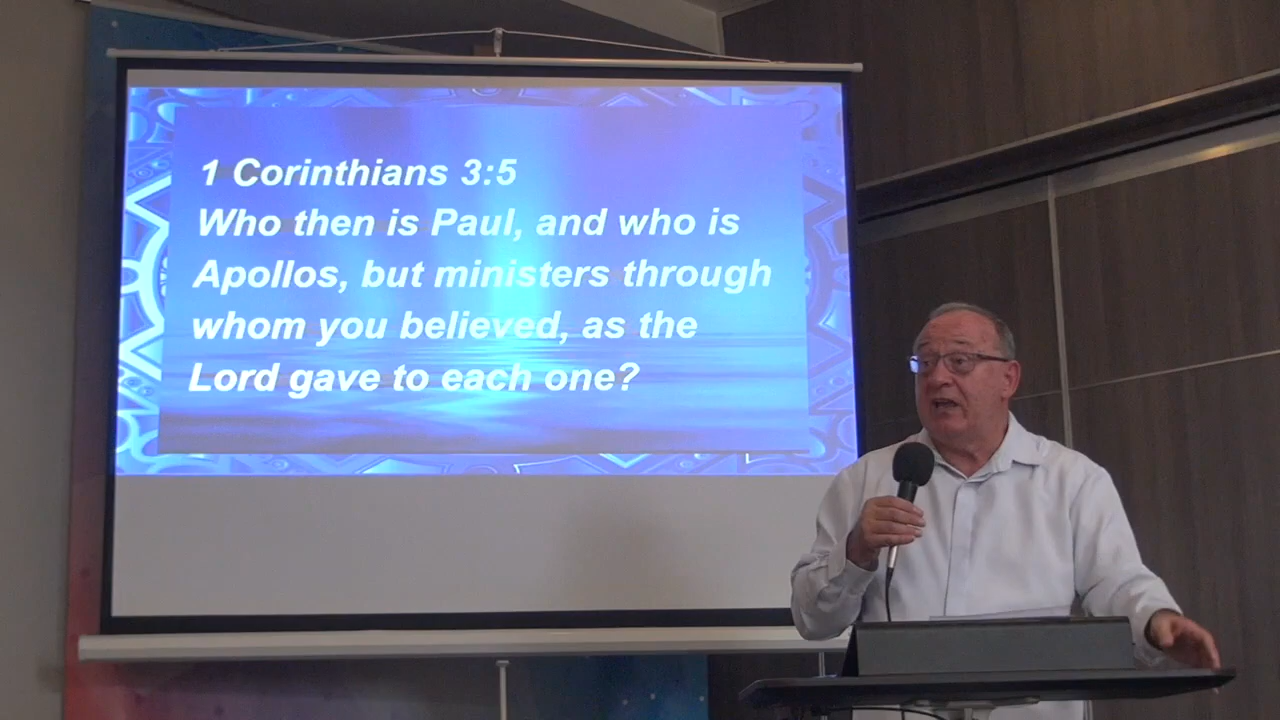 1 Corinthians 3:5
Who then is Paul, and who is
Apollos, but ministers through
whom you believed, as the
Lord gave to each one?